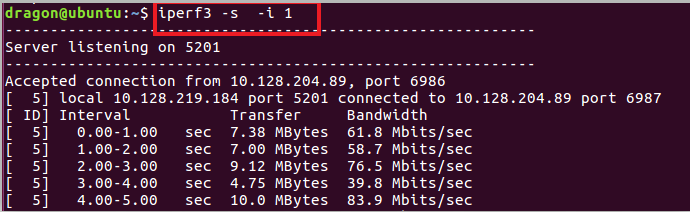 dragon@ubuntu:~$ iperf3 -s  -i 1
-----------------------------------------------------------
Server listening on 5201
-----------------------------------------------------------
Accepted connection from 10.128.204.89, port 6986
[  5] local 10.128.219.184 port 5201 connected to 10.128.204.89 port 6987
[ ID] Interval           Transfer     Bandwidth
[  5]   0.00-1.00   sec  7.38 MBytes  61.8 Mbits/sec
[  5]   1.00-2.00   sec  7.00 MBytes  58.7 Mbits/sec
[  5]   2.00-3.00   sec  9.12 MBytes  76.5 Mbits/sec
[  5]   3.00-4.00   sec  4.75 MBytes  39.8 Mbits/sec
[  5]   4.00-5.00   sec  10.0 MBytes  83.9 Mbits/sec